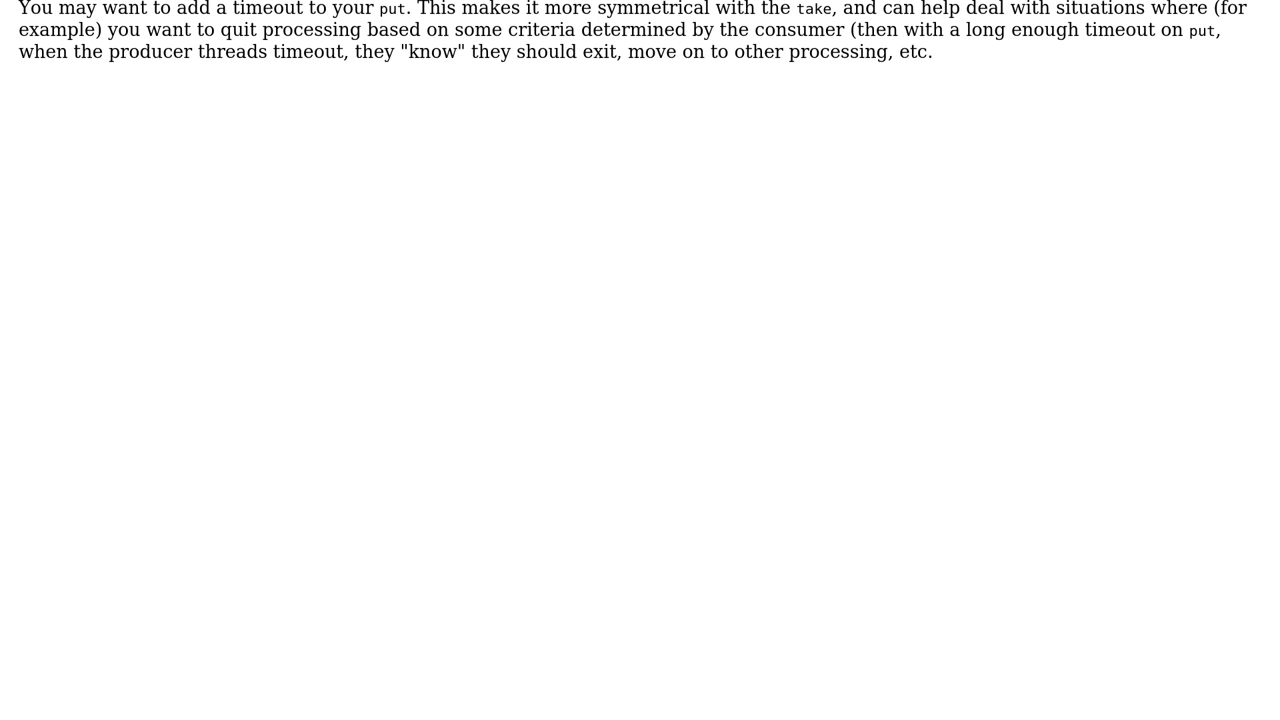 You may want to add a timeout to your put. This makes it more symmetrical with the take, and can help deal with situations where (for
example) you want to quit processing based on some criteria determined by the consumer (then with a long enough timeout on put,
when the producer threads timeout, they "know" they should exit, move on to other processing, etc.